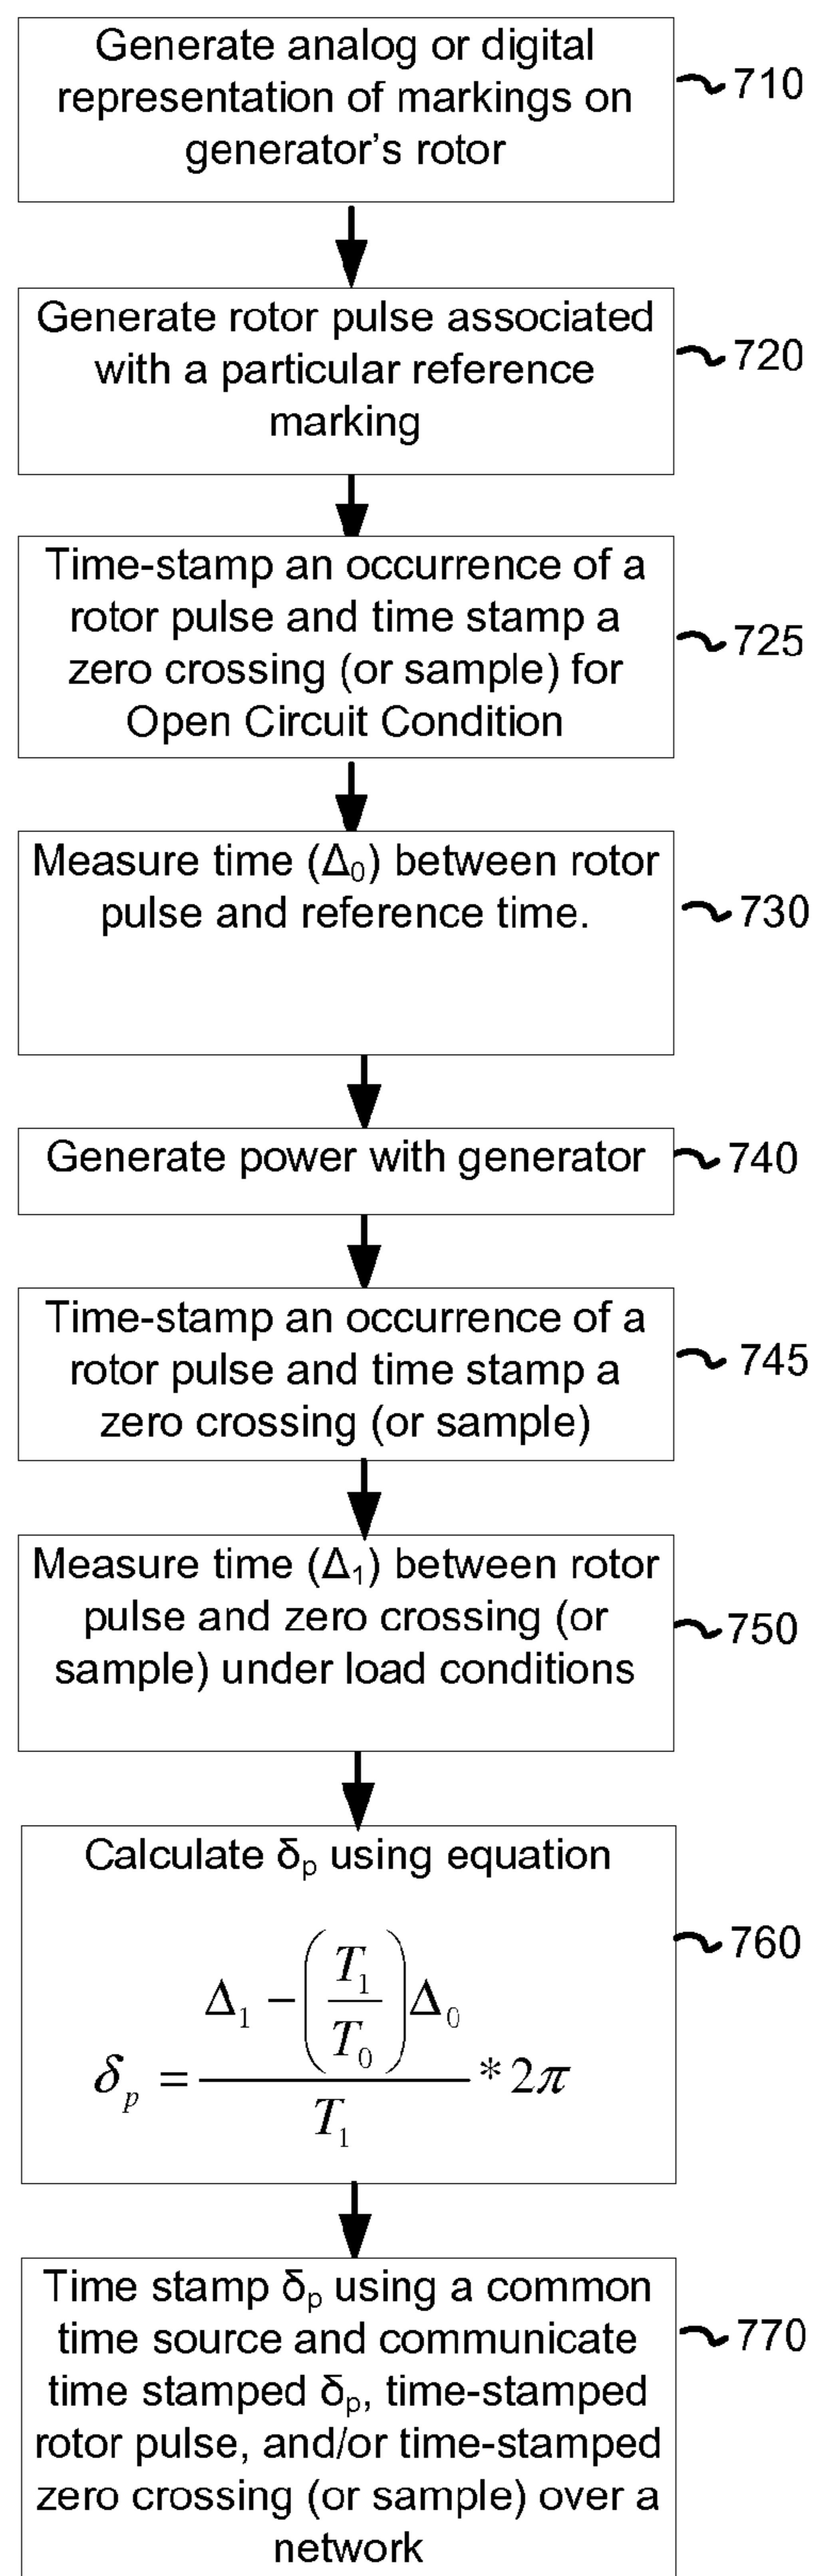 Generate analog or digital
representation of markings on
generator's rotor
710
Generate rotor pulse associated
with a particular reference
marking
720
Time-stamp an occurrence of a
rotor pulse and time stamp a
zero crossing (or sample) for
Open Circuit Condition
725
Measure time (Δ₀) between rotor
pulse and reference time.
730
Generate power with generator
740
Time-stamp an occurrence of a
rotor pulse and time stamp a
zero crossing (or sample)
745
Measure time (Δ₁) between rotor
pulse and zero crossing (or
sample) under load conditions
750
Calculate δₚ using equation
δₚ = (Δ₁ − (T₁/T₀)Δ₀)/T₁ * 2π
760
Time stamp δₚ using a common
time source and communicate
time stamped δₚ, time-stamped
rotor pulse, and/or time-stamped
zero crossing (or sample) over a
network
770